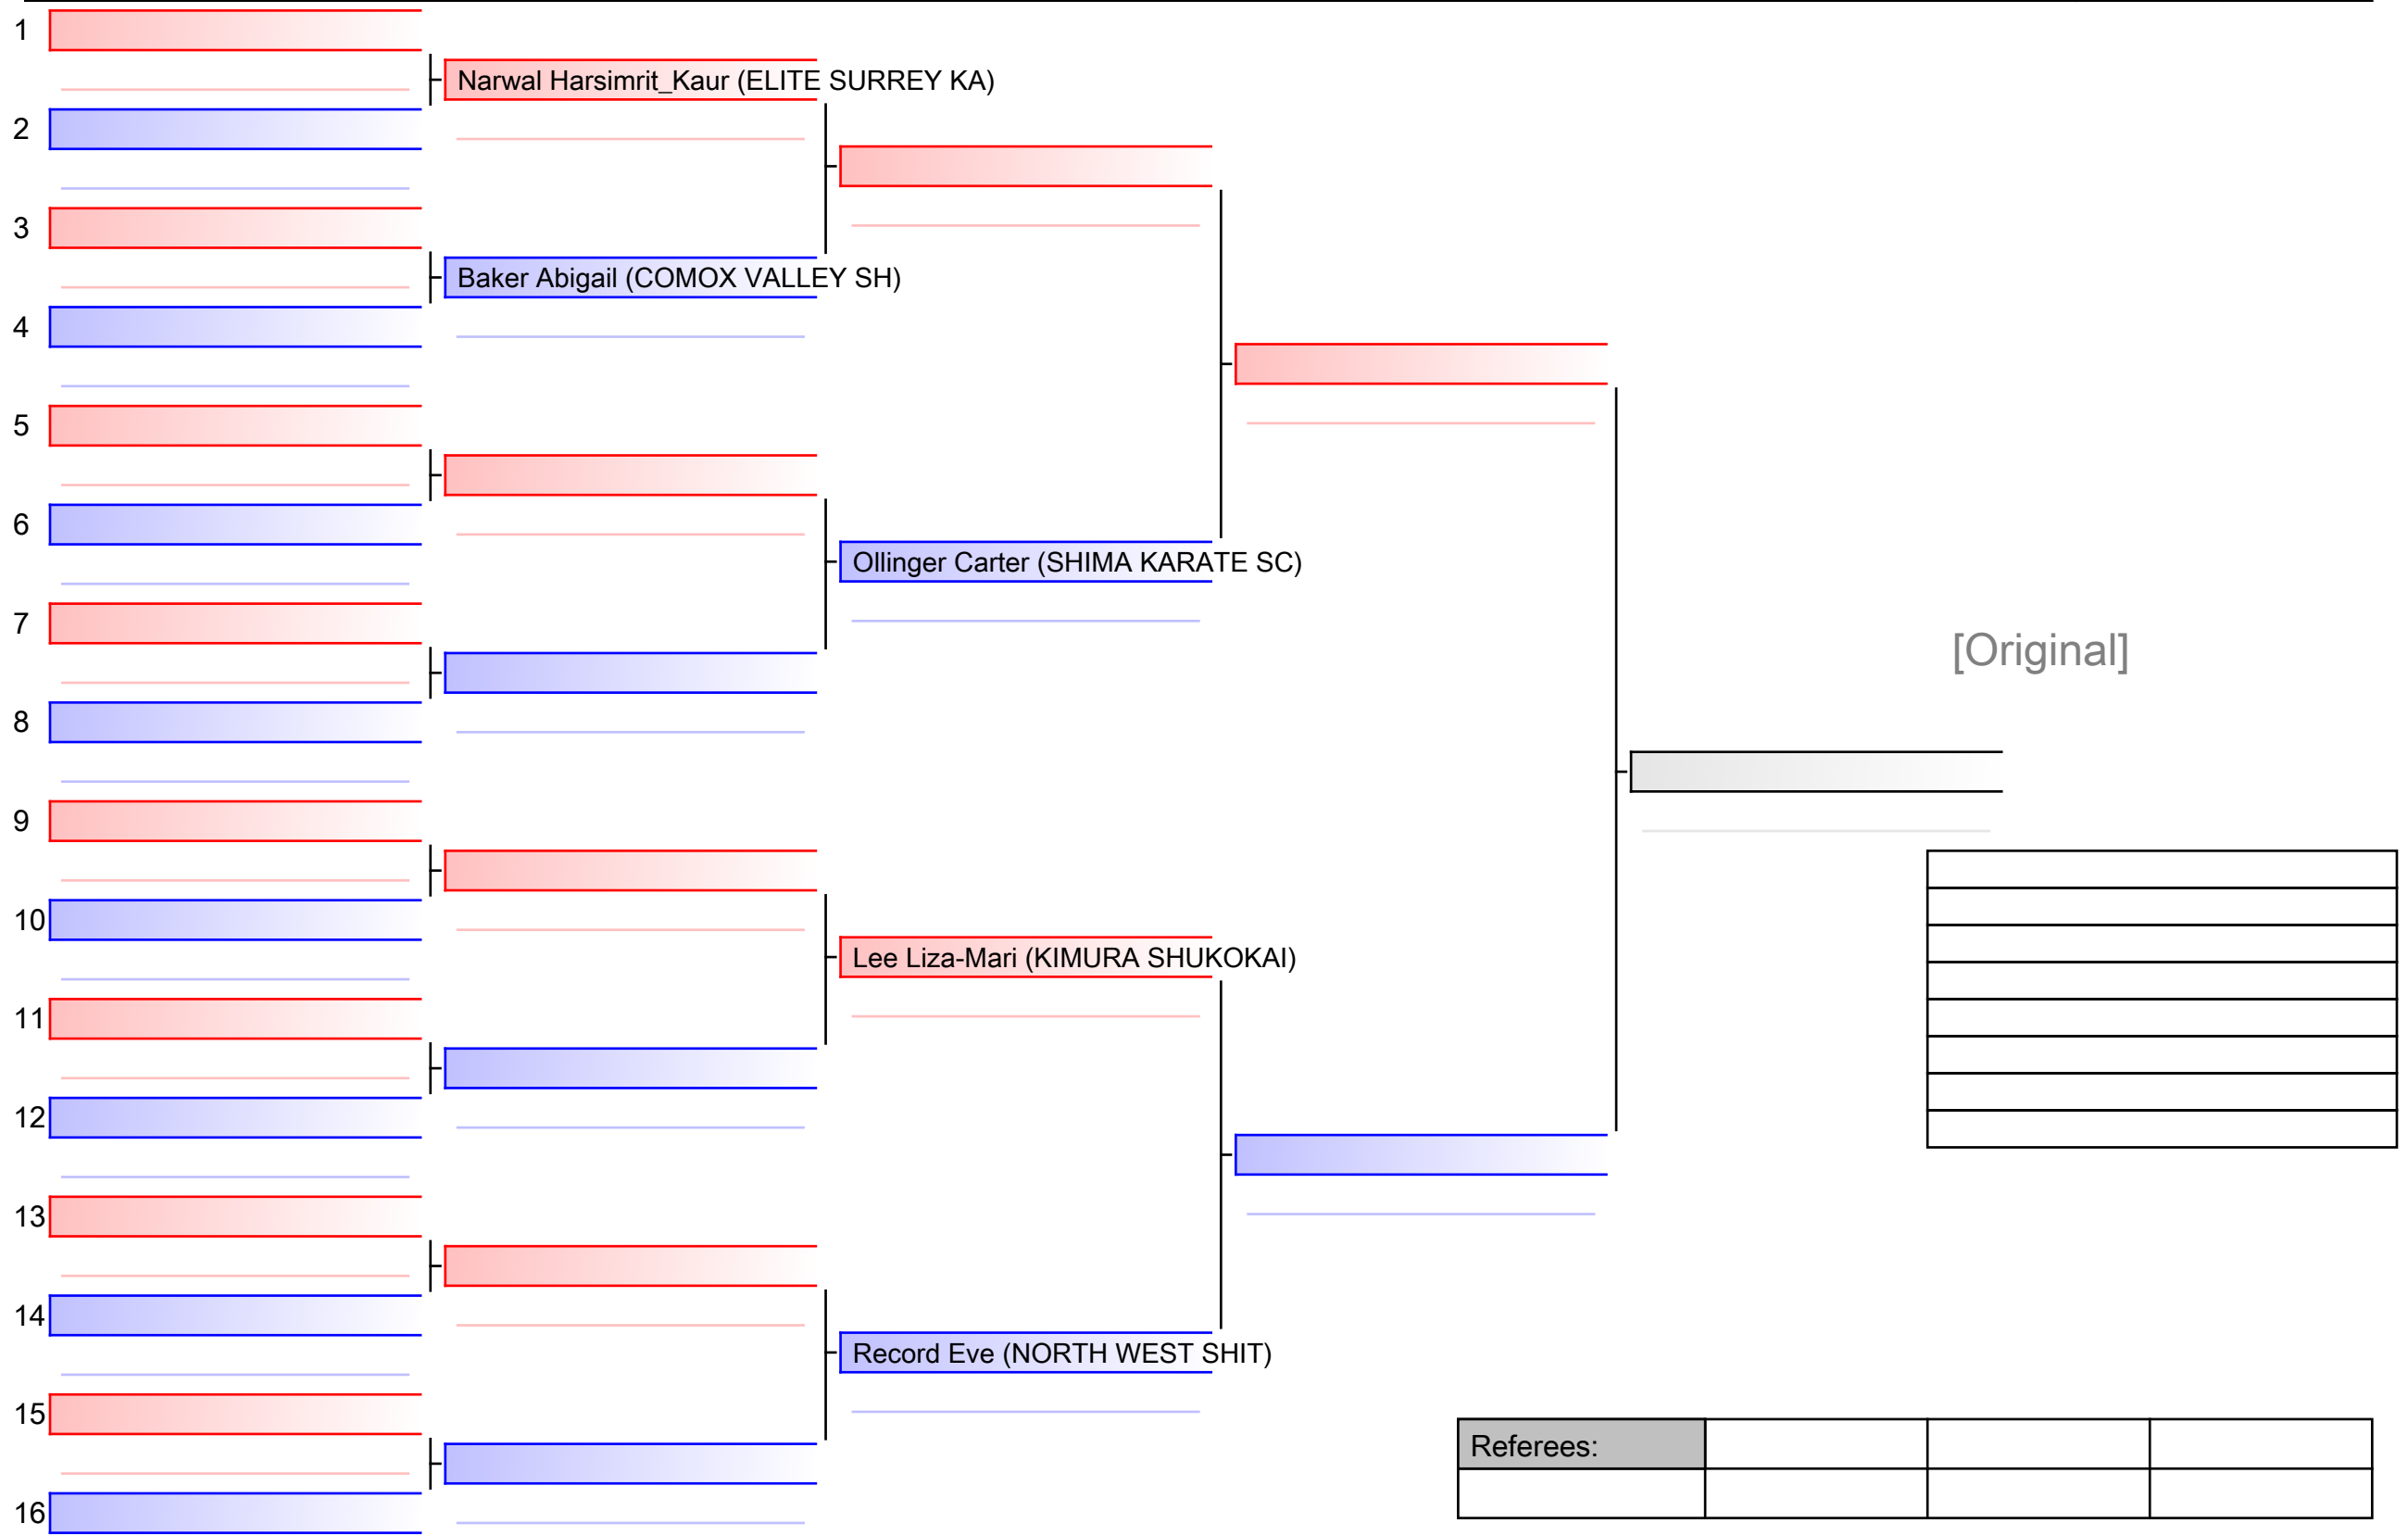 1
Narwal Harsimrit_Kaur (ELITE SURREY KA)
2
3
Baker Abigail (COMOX VALLEY SH)
4
5
6
Ollinger Carter (SHIMA KARATE SC)
7
[Original]
8
9
10
Lee Liza-Mari (KIMURA SHUKOKAI)
11
12
13
14
Record Eve (NORTH WEST SHIT)
15
Referees:
16